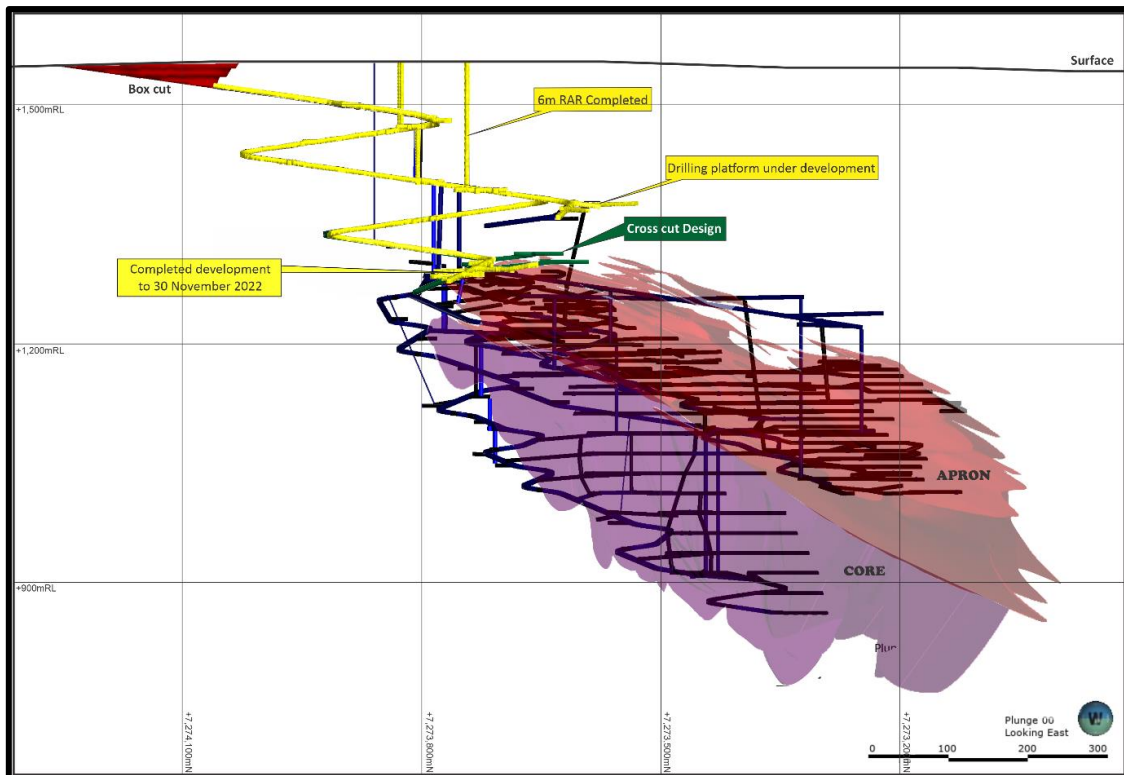 Surface
Box cut
+1,500mRL
6m RAR Completed
Drilling platform under development
Cross cut Design
Completed development
to 30 November 2022
+1,200mRL
APRON
CORE
+900mRL
Plur
+7,274,100mN
+7,273,800mN
+7,273,500mN
+7,273,200mN
Plunge 00
Looking East
0 100 200 300